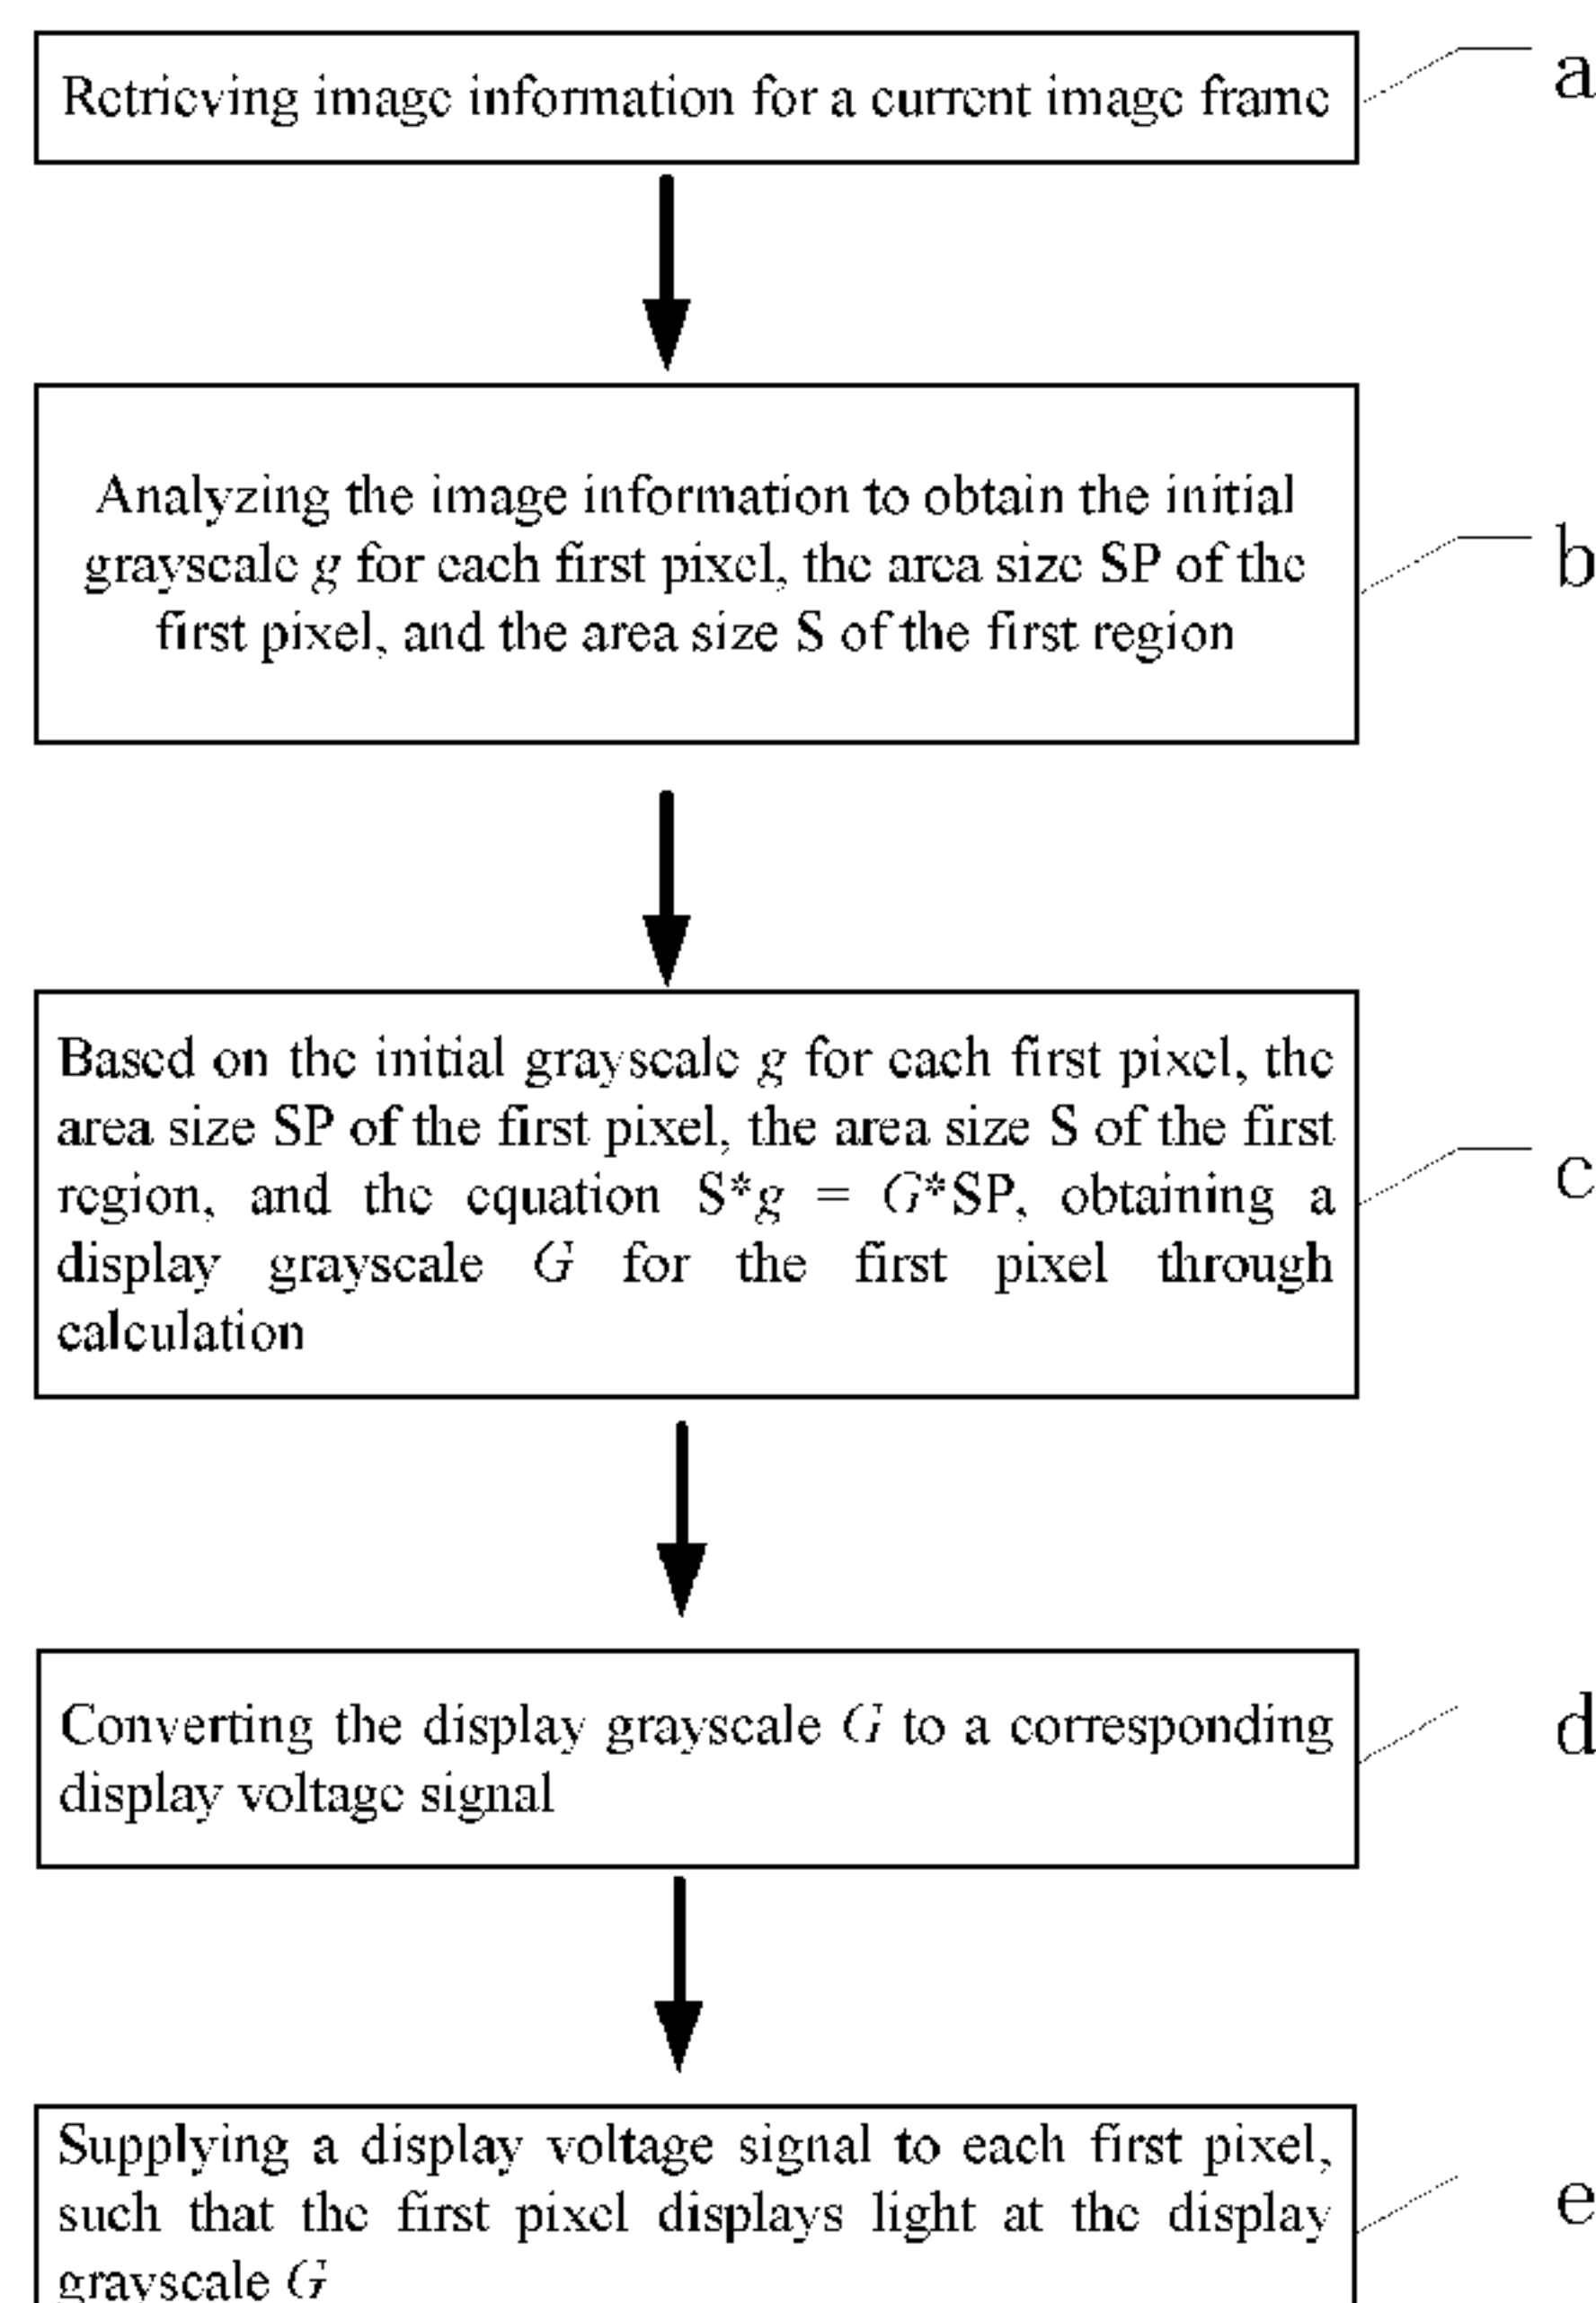 Retrieving image information for a current image frame
a
Analyzing the image information to obtain the initial
grayscale g for each first pixel, the area size SP of the
first pixel, and the area size S of the first region
b
Based on the initial grayscale g for each first pixel, the
area size SP of the first pixel, the area size S of the first
region, and the equation S*g = G*SP, obtaining a
display grayscale G for the first pixel through
calculation
c
Converting the display grayscale G to a corresponding
display voltage signal
d
Supplying a display voltage signal to each first pixel,
such that the first pixel displays light at the display
grayscale G
e